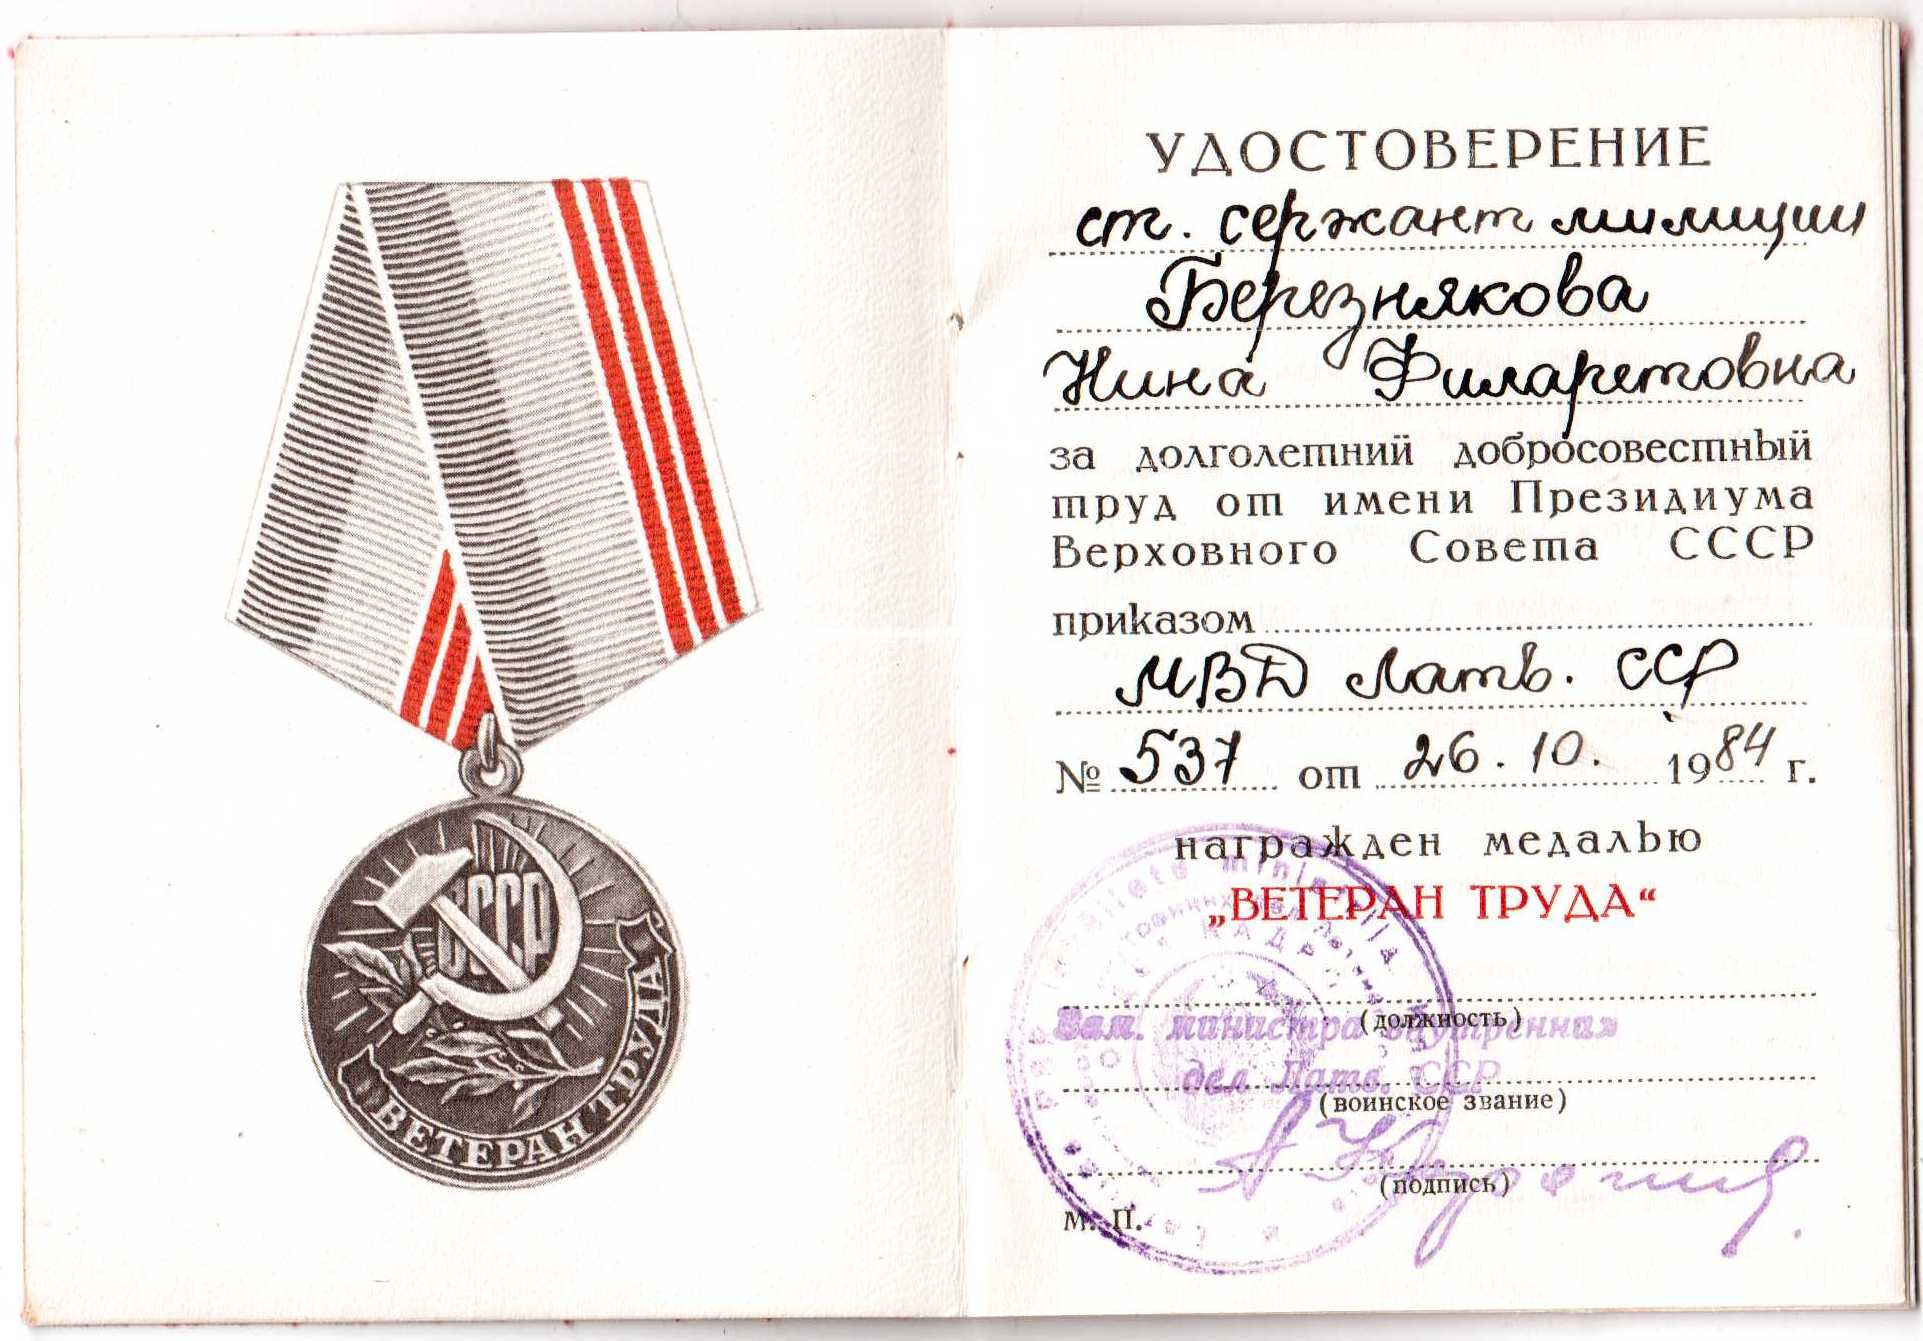 СССР
ВЕТЕРАН ТРУДА
УДОСТОВЕРЕНИЕ
ст. сержант милиции
Березнякова
Нина Филаретовна
за долголетний добросовестный
труд от имени Президиума
Верховного Совета СССР
приказом
МВД Латв. ССР
№ 537 от 26.10. 1984 г.
награжден медалью
„ВЕТЕРАН ТРУДА“
(должность)
Зам. министра внутренних
дел Латв. ССР
(воинское звание)
(подпись)
М. П.